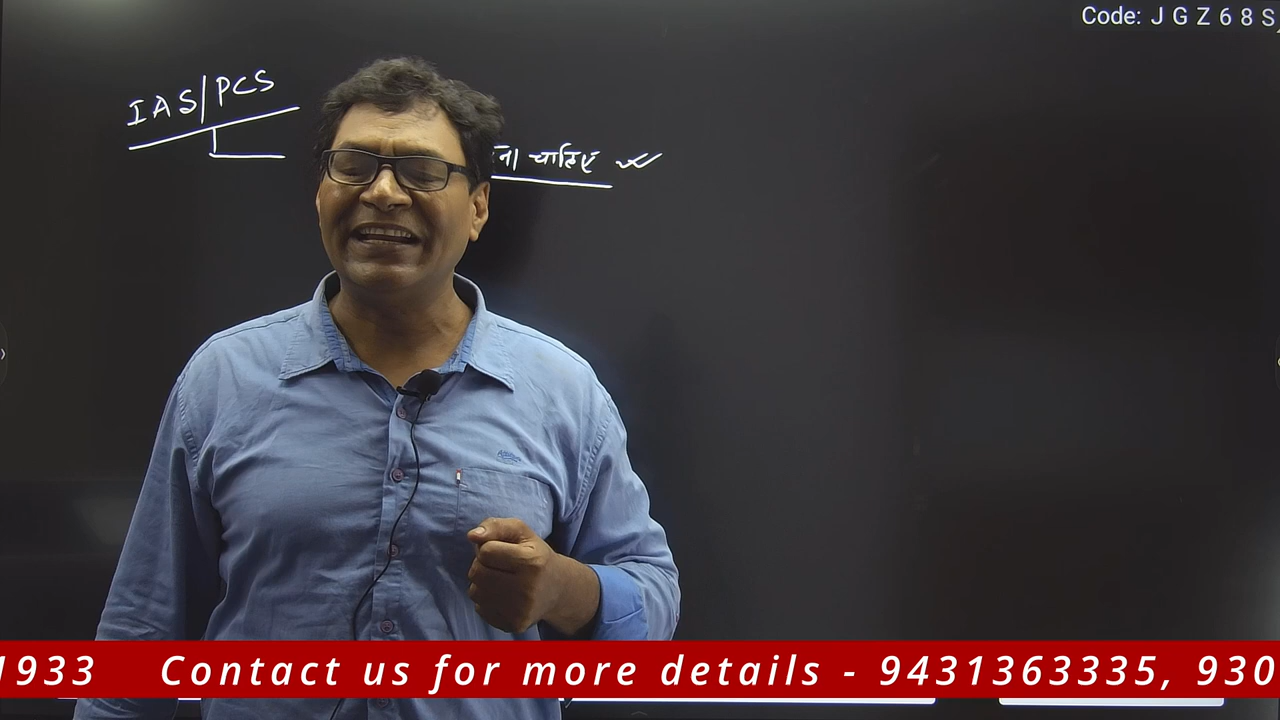 Code: J G Z 6 8 S
IAS/PCS
ना चाहिए
1933 Contact us for more details - 9431363335, 930